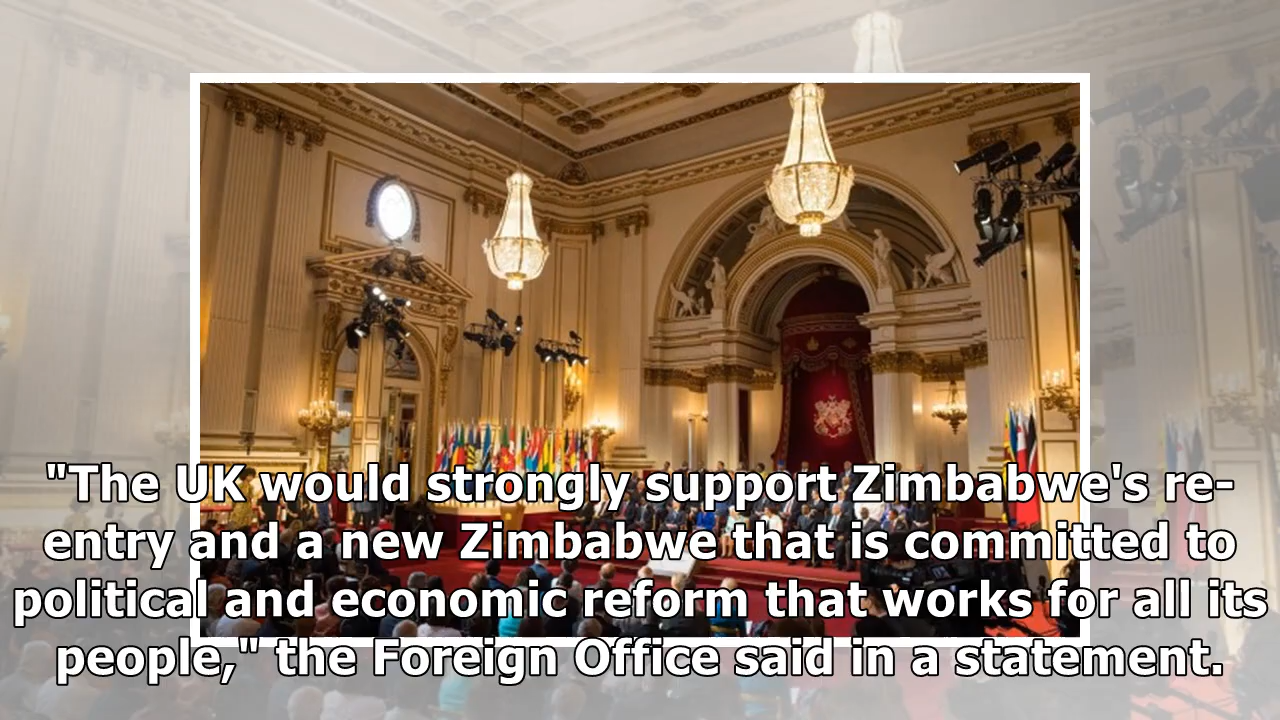 "The UK would strongly support Zimbabwe's re-
entry and a new Zimbabwe that is committed to
political and economic reform that works for all its
people," the Foreign Office said in a statement.